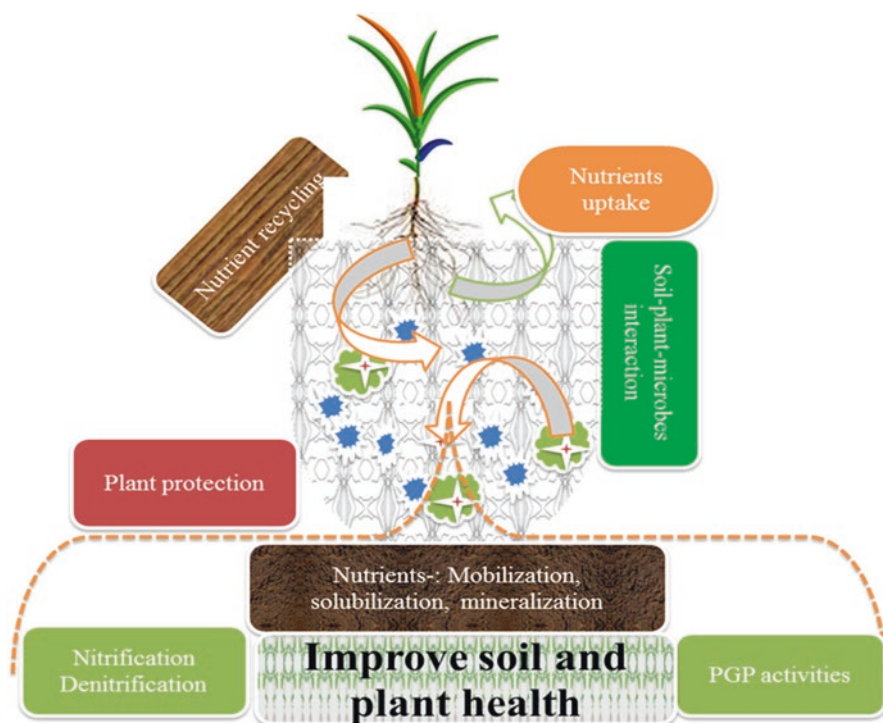 Nutrient recycling
Nutrients
uptake
Soil-plant-microbes
interaction
Plant protection
Nutrients-: Mobilization,
solubilization, mineralization
Nitrification
Denitrification
Improve soil and
plant health
PGP activities